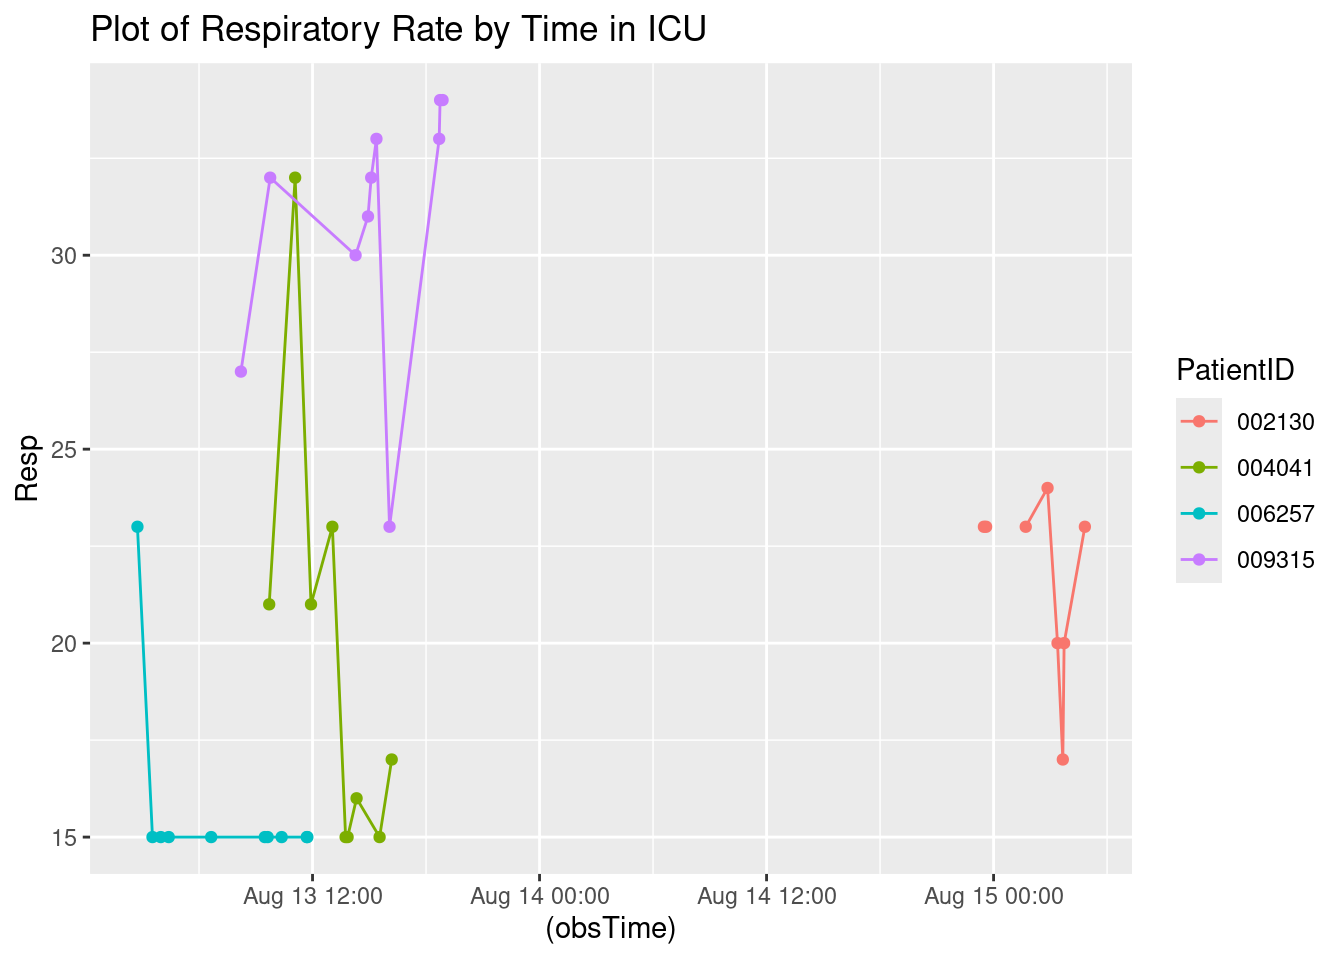 Plot of Respiratory Rate by Time in ICU
Resp
30
25
20
15
Aug 13 12:00
Aug 14 00:00
Aug 14 12:00
Aug 15 00:00
(obsTime)
PatientID
002130
004041
006257
009315